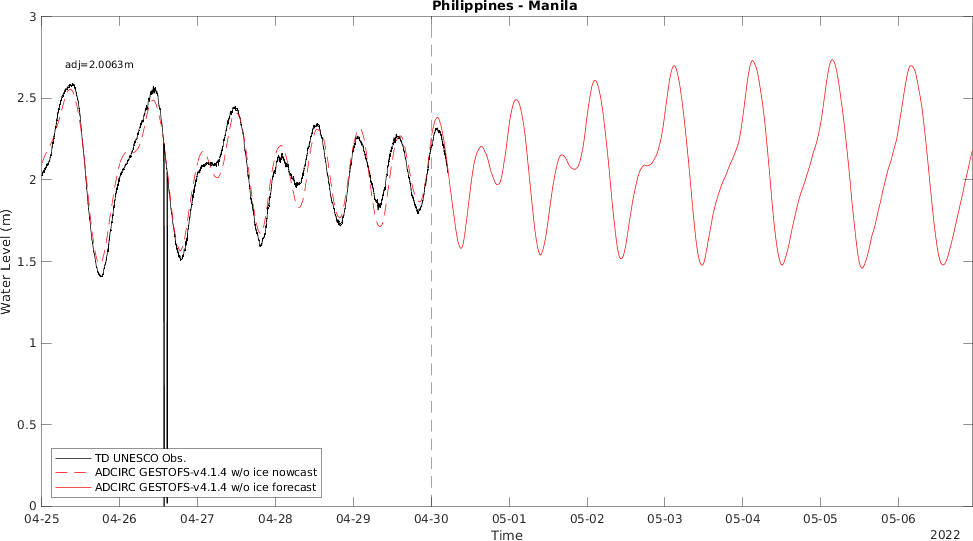 Philippines - Manila
adj=2.0063m
3
2.5
2
1.5
1
0.5
0
Water Level (m)
TD UNESCO Obs.
ADCIRC GESTOFS-v4.1.4 w/o ice nowcast
ADCIRC GESTOFS-v4.1.4 w/o ice forecast
04-25 04-26 04-27 04-28 04-29 04-30 05-01 05-02 05-03 05-04 05-05 05-06
Time
2022